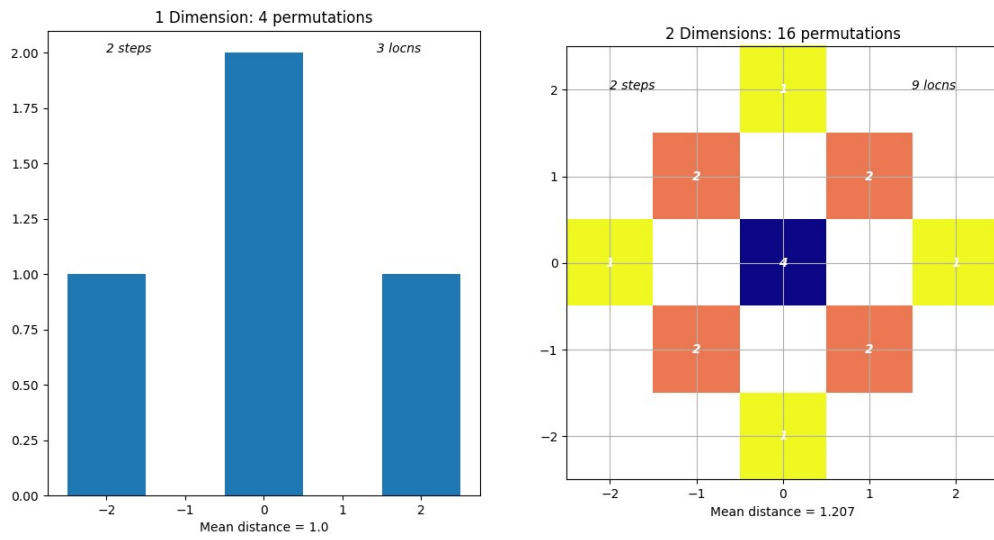 1 Dimension: 4 permutations
2 steps 3 locns
2.00
1.75
1.50
1.25
1.00
0.75
0.50
0.25
0.00
−2 −1 0 1 2
Mean distance = 1.0
2 Dimensions: 16 permutations
2 steps 9 locns
2
1
0
−1
−2
1
2 2
1 4 1
2 2
1
−2 −1 0 1 2
Mean distance = 1.207